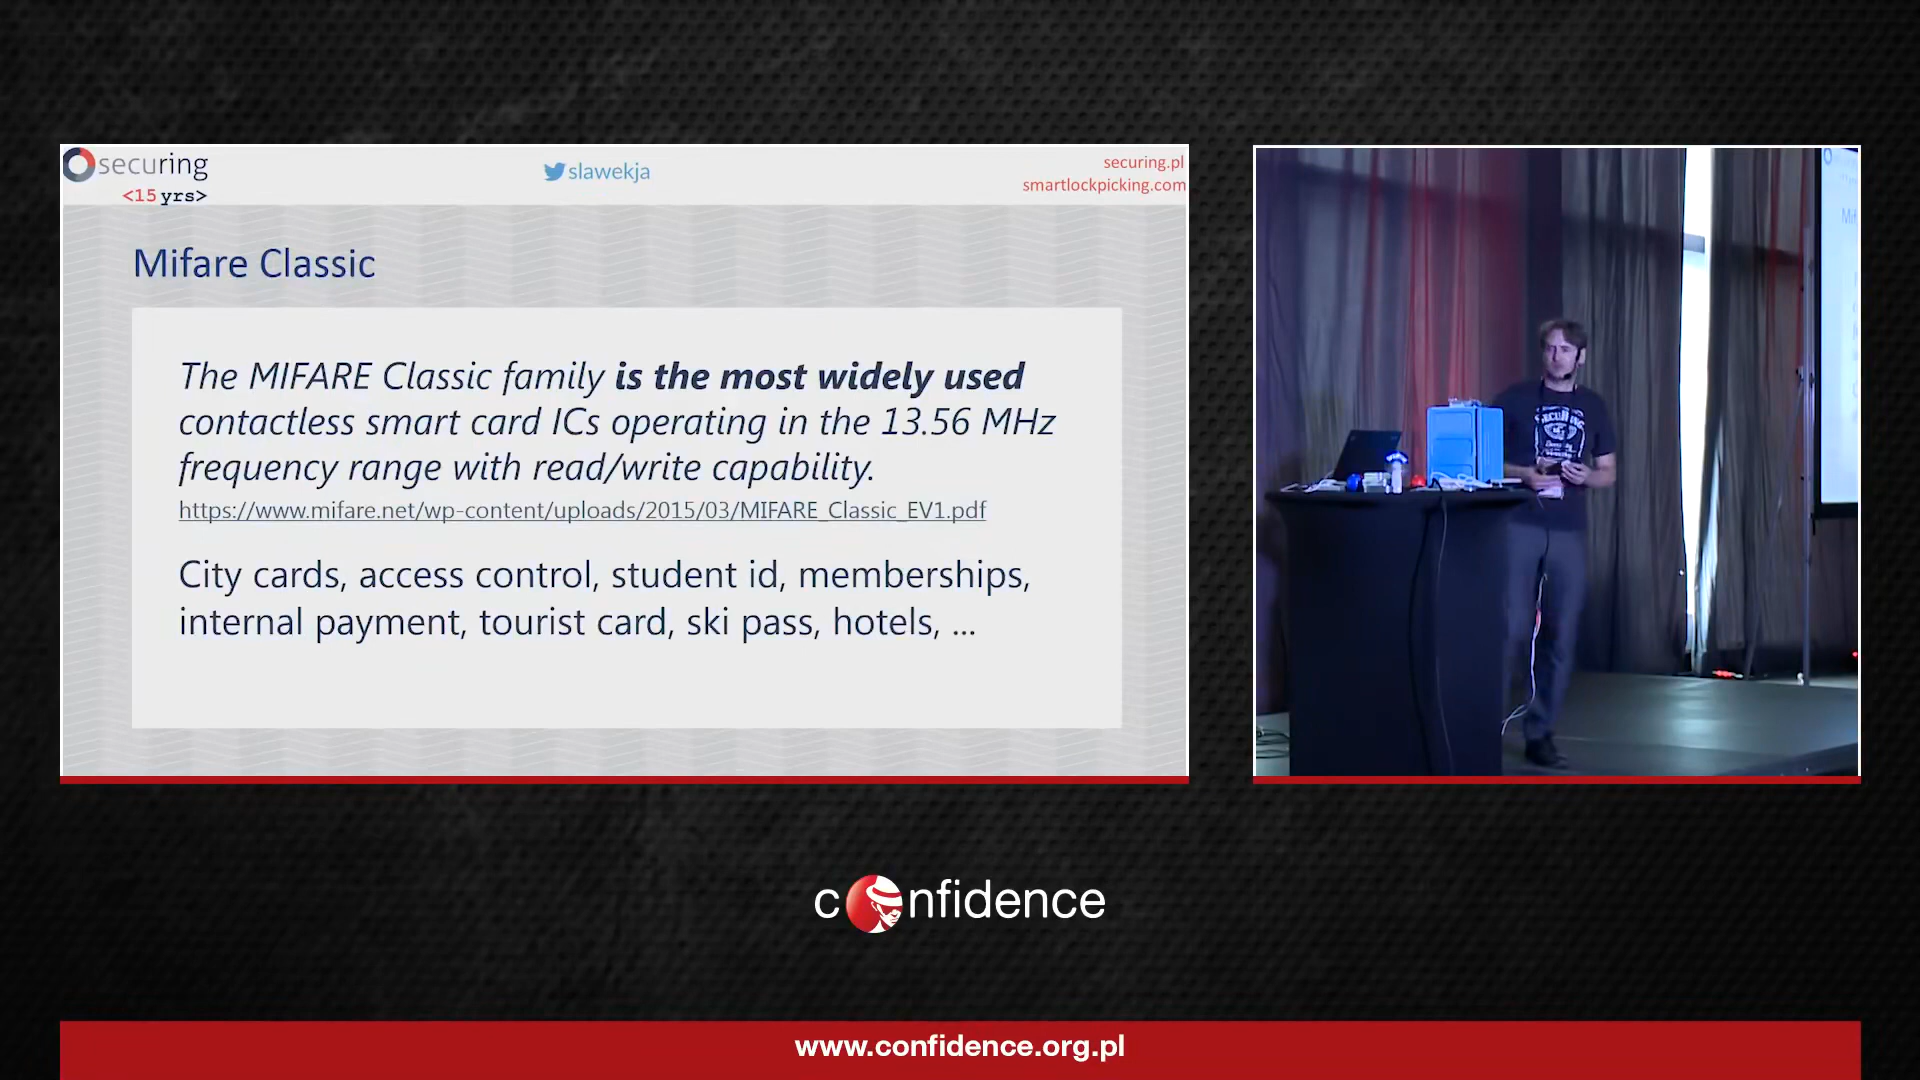 securing
<15 yrs>
slawekja
securing.pl
smartlockpicking.com
Mifare Classic
The MIFARE Classic family is the most widely used
contactless smart card ICs operating in the 13.56 MHz
frequency range with read/write capability.
https://www.mifare.net/wp-content/uploads/2015/03/MIFARE_Classic_EV1.pdf
City cards, access control, student id, memberships,
internal payment, tourist card, ski pass, hotels, ...
confidence
www.confidence.org.pl